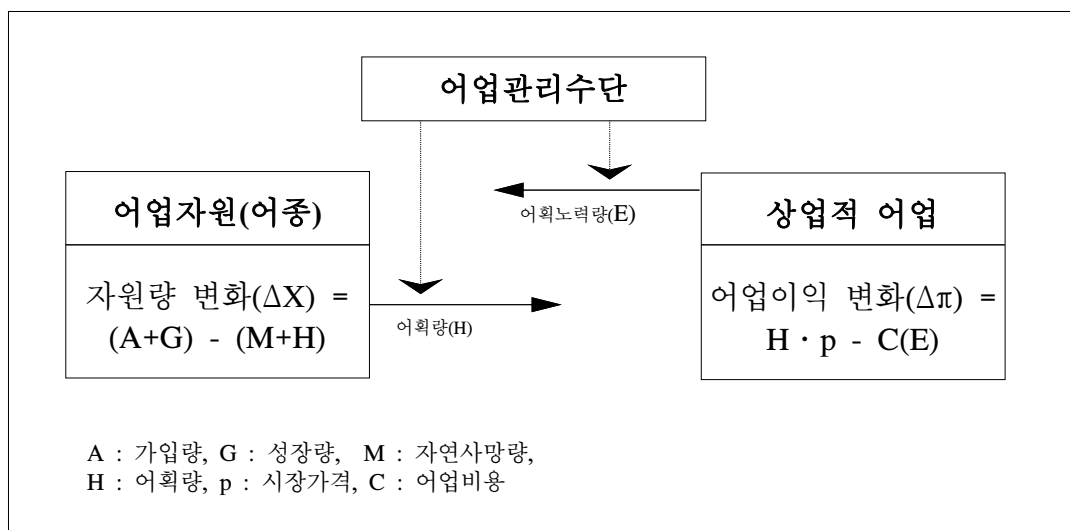 어업관리수단
어업자원(어종)
자원량 변화(ΔX) =
(A+G) - (M+H)
어획노력량(E)
어획량(H)
상업적 어업
어업이익 변화(Δπ) =
H · p - C(E)
A : 가입량, G : 성장량, M : 자연사망량,
H : 어획량, p : 시장가격, C : 어업비용